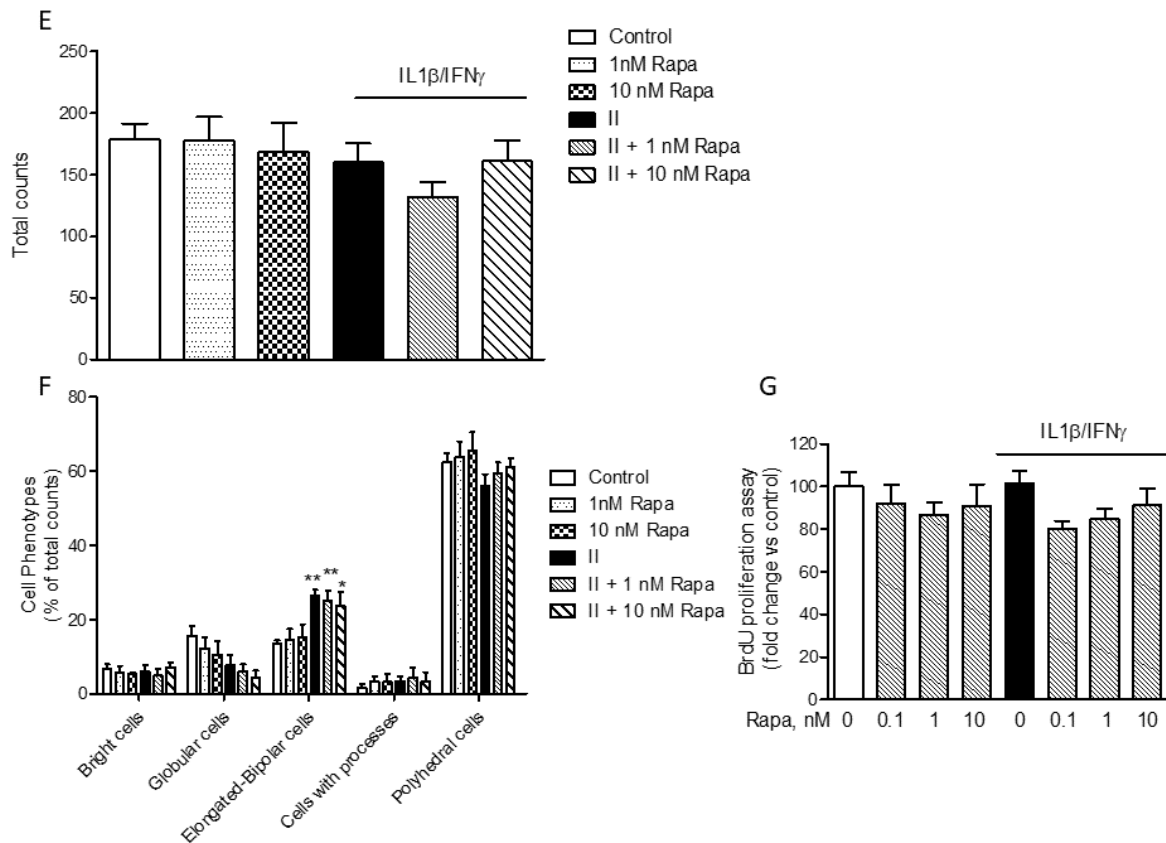 E
250
200
150
100
50
0
Total counts
IL1β/IFNγ
Control
1nM Rapa
10 nM Rapa
II
II + 1 nM Rapa
II + 10 nM Rapa
F
80
60
40
20
0
Cell Phenotypes
(% of total counts)
**
**
*
Bright cells
Globular cells
Elongated-Bipolar cells
Cells with processes
Polyhedral cells
Control
1nM Rapa
10 nM Rapa
II
II + 1 nM Rapa
II + 10 nM Rapa
G
IL1β/IFNγ
120
100
80
60
40
20
0
BrdU proliferation assay
(fold change vs control)
Rapa, nM 0 0.1 1 10 0 0.1 1 10